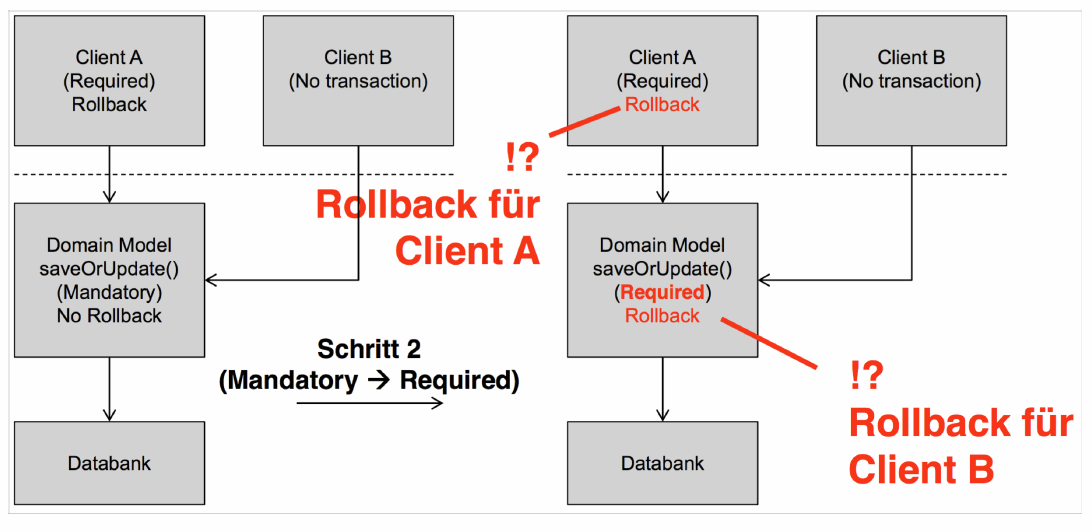 Client A
(Required)
Rollback
Client B
(No transaction)
Domain Model
saveOrUpdate()
(Mandatory)
No Rollback
Databank
Schritt 2
(Mandatory → Required)
Client A
(Required)
Rollback
Client B
(No transaction)
!?
Rollback für
Client A
Domain Model
saveOrUpdate()
(Required)
Rollback
!?
Rollback für
Client B
Databank